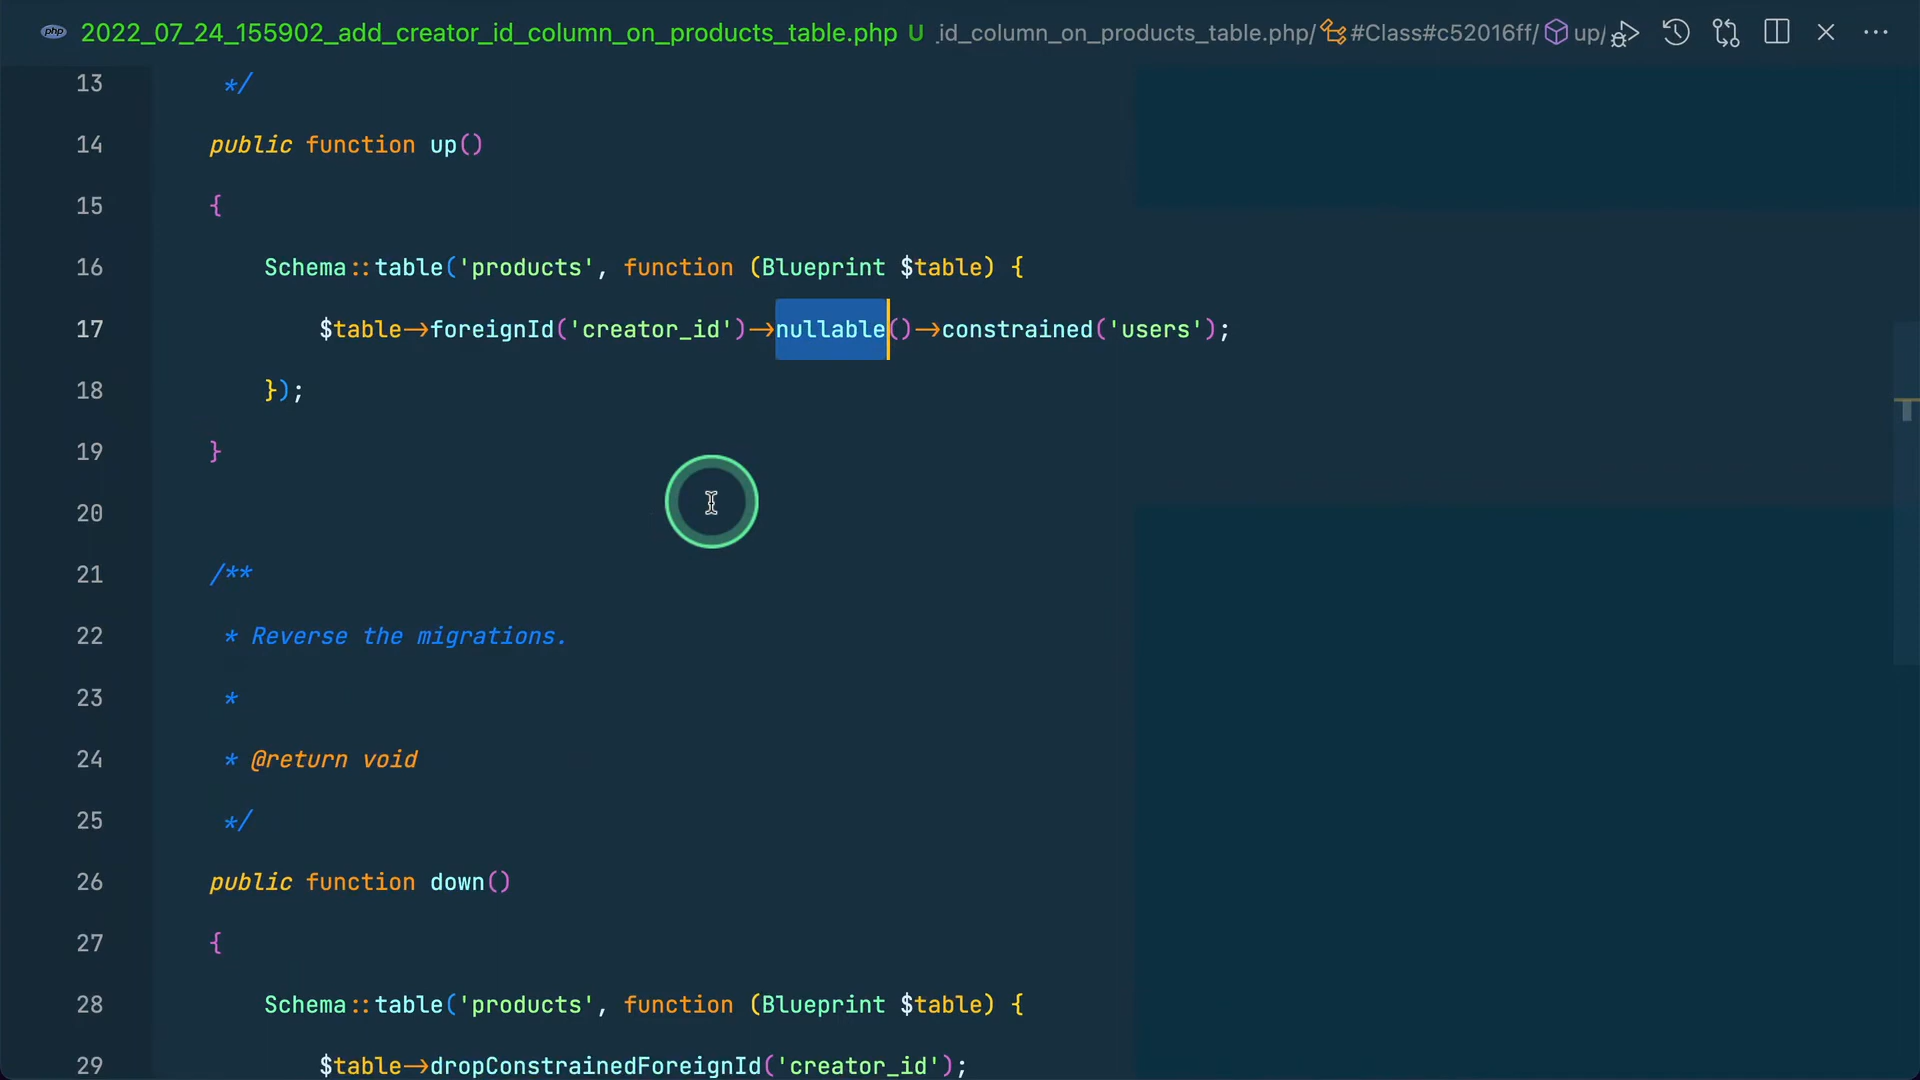 php 2022_07_24_155902_add_creator_id_column_on_products_table.php U _id_column_on_products_table.php/ #Class#c52016ff/ up/
13 */
14 public function up()
15 {
16 Schema::table('products', function (Blueprint $table) {
17 $table->foreignId('creator_id')->nullable()->constrained('users');
18 });
19 }
20
21 /**
22 * Reverse the migrations.
23 *
24 * @return void
25 */
26 public function down()
27 {
28 Schema::table('products', function (Blueprint $table) {
29 $table->dropConstrainedForeignId('creator_id');